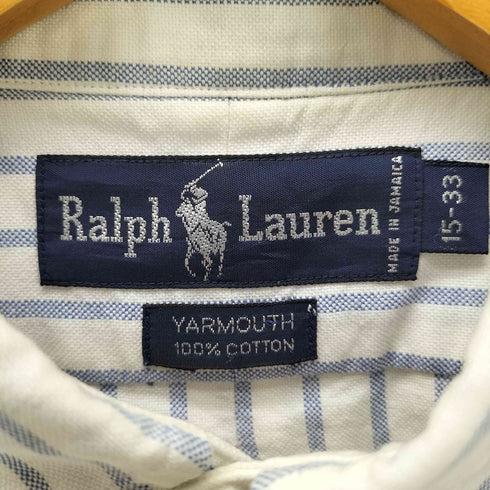 Ralph Lauren
MADE IN JAMAICA
15-33
YARMOUTH
100% COTTON